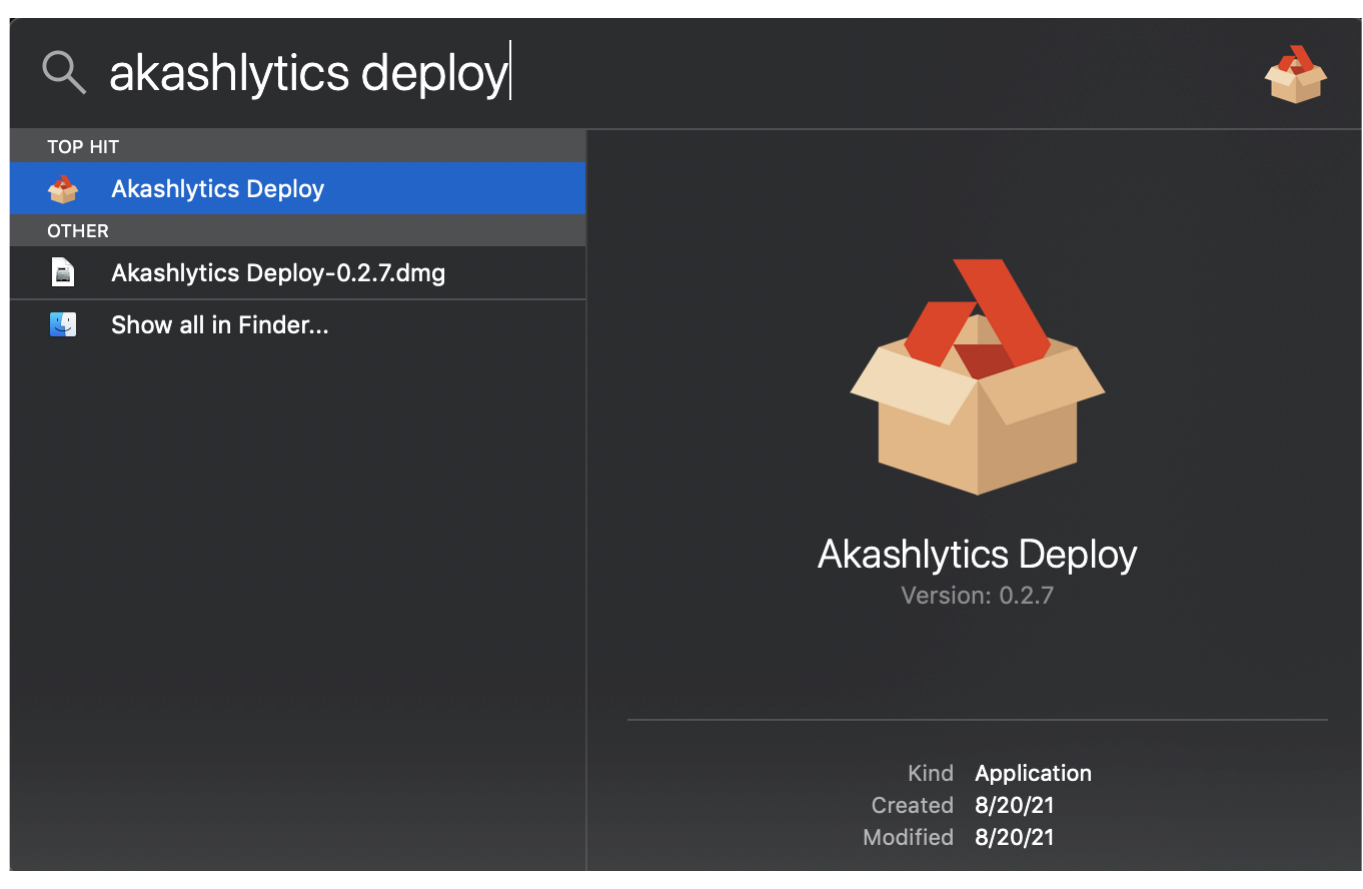 akashlytics deploy
TOP HIT
Akashlytics Deploy
OTHER
Akashlytics Deploy-0.2.7.dmg
Show all in Finder...
Akashlytics Deploy
Version: 0.2.7
Kind Application
Created 8/20/21
Modified 8/20/21